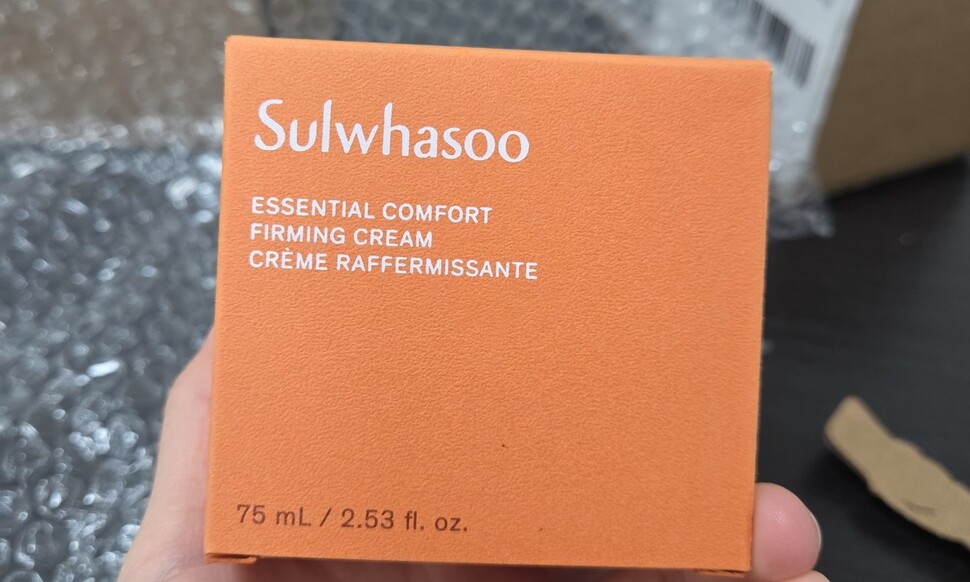 Sulwhasoo
ESSENTIAL COMFORT
FIRMING CREAM
CRÈME RAFFERMISSANTE
75 mL / 2.53 fl. oz.